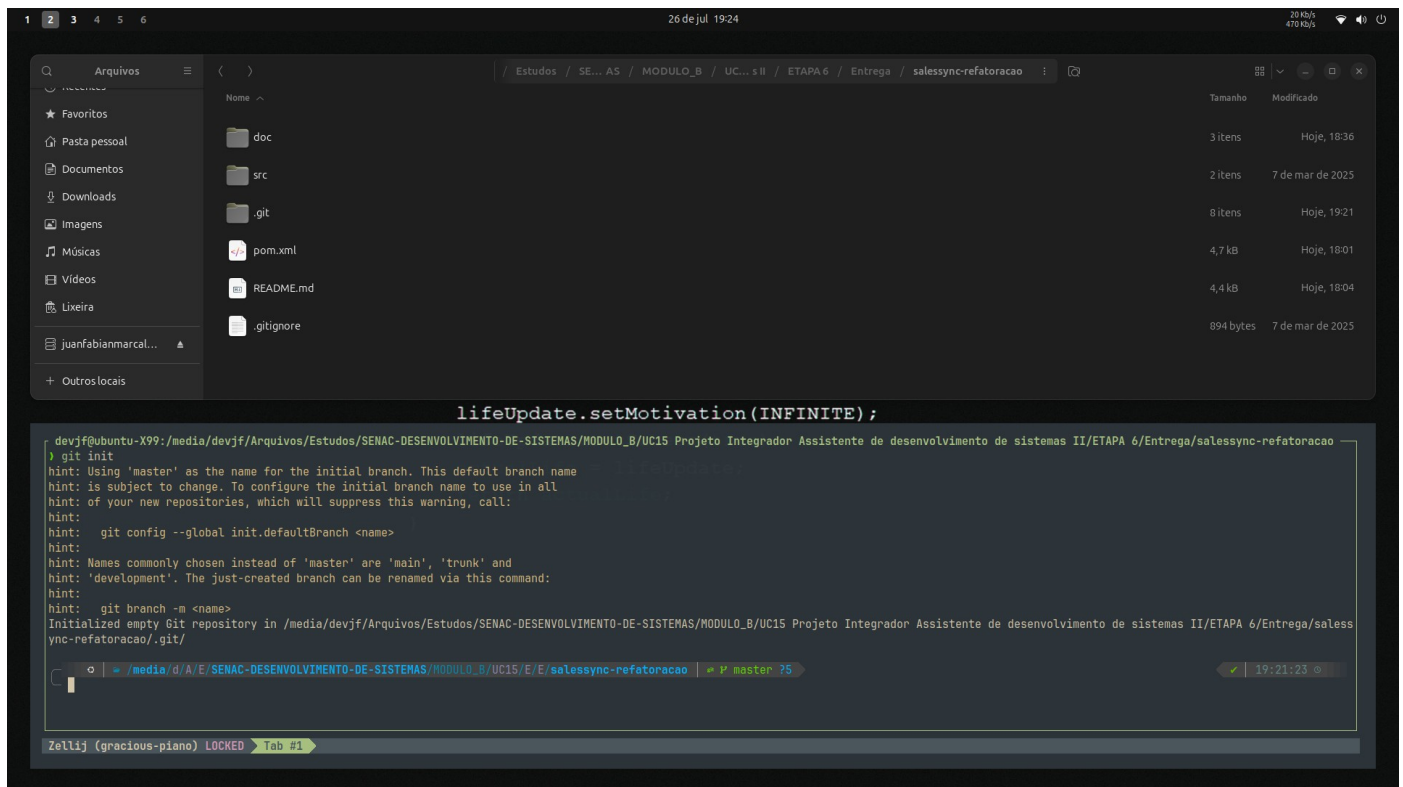 1 2 3 4 5 6 26 de jul 19:24 20 Kb/s
470 Kb/s
Arquivos / Estudos / SE... AS / MODULO_B / UC... s II / ETAPA 6 / Entrega / salessync-refatoracao
Recentes
Nome Tamanho Modificado
Favoritos
Pasta pessoal
doc 3 itens Hoje, 18:36
Documentos
src 2 itens 7 de mar de 2025
Downloads
.git 8 itens Hoje, 19:21
Imagens
Músicas
pom.xml 4,7 kB Hoje, 18:01
Vídeos
README.md 4,4 kB Hoje, 18:04
Lixeira
.gitignore 894 bytes 7 de mar de 2025
juanfabianmarcal...
+ Outros locais
lifeUpdate.setMotivation(INFINITE);
devjf@ubuntu-X99:/media/devjf/Arquivos/Estudos/SENAC-DESENVOLVIMENTO-DE-SISTEMAS/MODULO_B/UC15 Projeto Integrador Assistente de desenvolvimento de sistemas II/ETAPA 6/Entrega/salessync-refatoracao
❯ git init
hint: Using 'master' as the name for the initial branch. This default branch name
hint: is subject to change. To configure the initial branch name to use in all
hint: of your new repositories, which will suppress this warning, call:
hint:
hint: git config --global init.defaultBranch <name>
hint:
hint: Names commonly chosen instead of 'master' are 'main', 'trunk' and
hint: 'development'. The just-created branch can be renamed via this command:
hint:
hint: git branch -m <name>
Initialized empty Git repository in /media/devjf/Arquivos/Estudos/SENAC-DESENVOLVIMENTO-DE-SISTEMAS/MODULO_B/UC15 Projeto Integrador Assistente de desenvolvimento de sistemas II/ETAPA 6/Entrega/saless
ync-refatoracao/.git/
/media/d/A/E/SENAC-DESENVOLVIMENTO-DE-SISTEMAS/MODULO_B/UC15/E/E/salessync-refatoracao master ?5 ✔ 19:21:23
Zellij (gracious-piano) LOCKED Tab #1